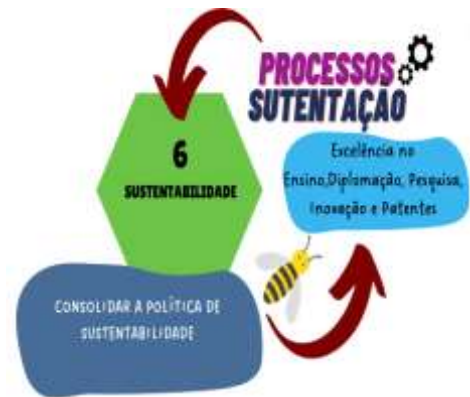 PROCESSOS
SUTENTAÇAO
6
SUSTENTABILIDADE
Excelência no
Ensino,Diplomação, Pesquisa,
Inovação e Patentes
CONSOLIDAR A POLÍTICA DE
SUSTENTABILIDADE